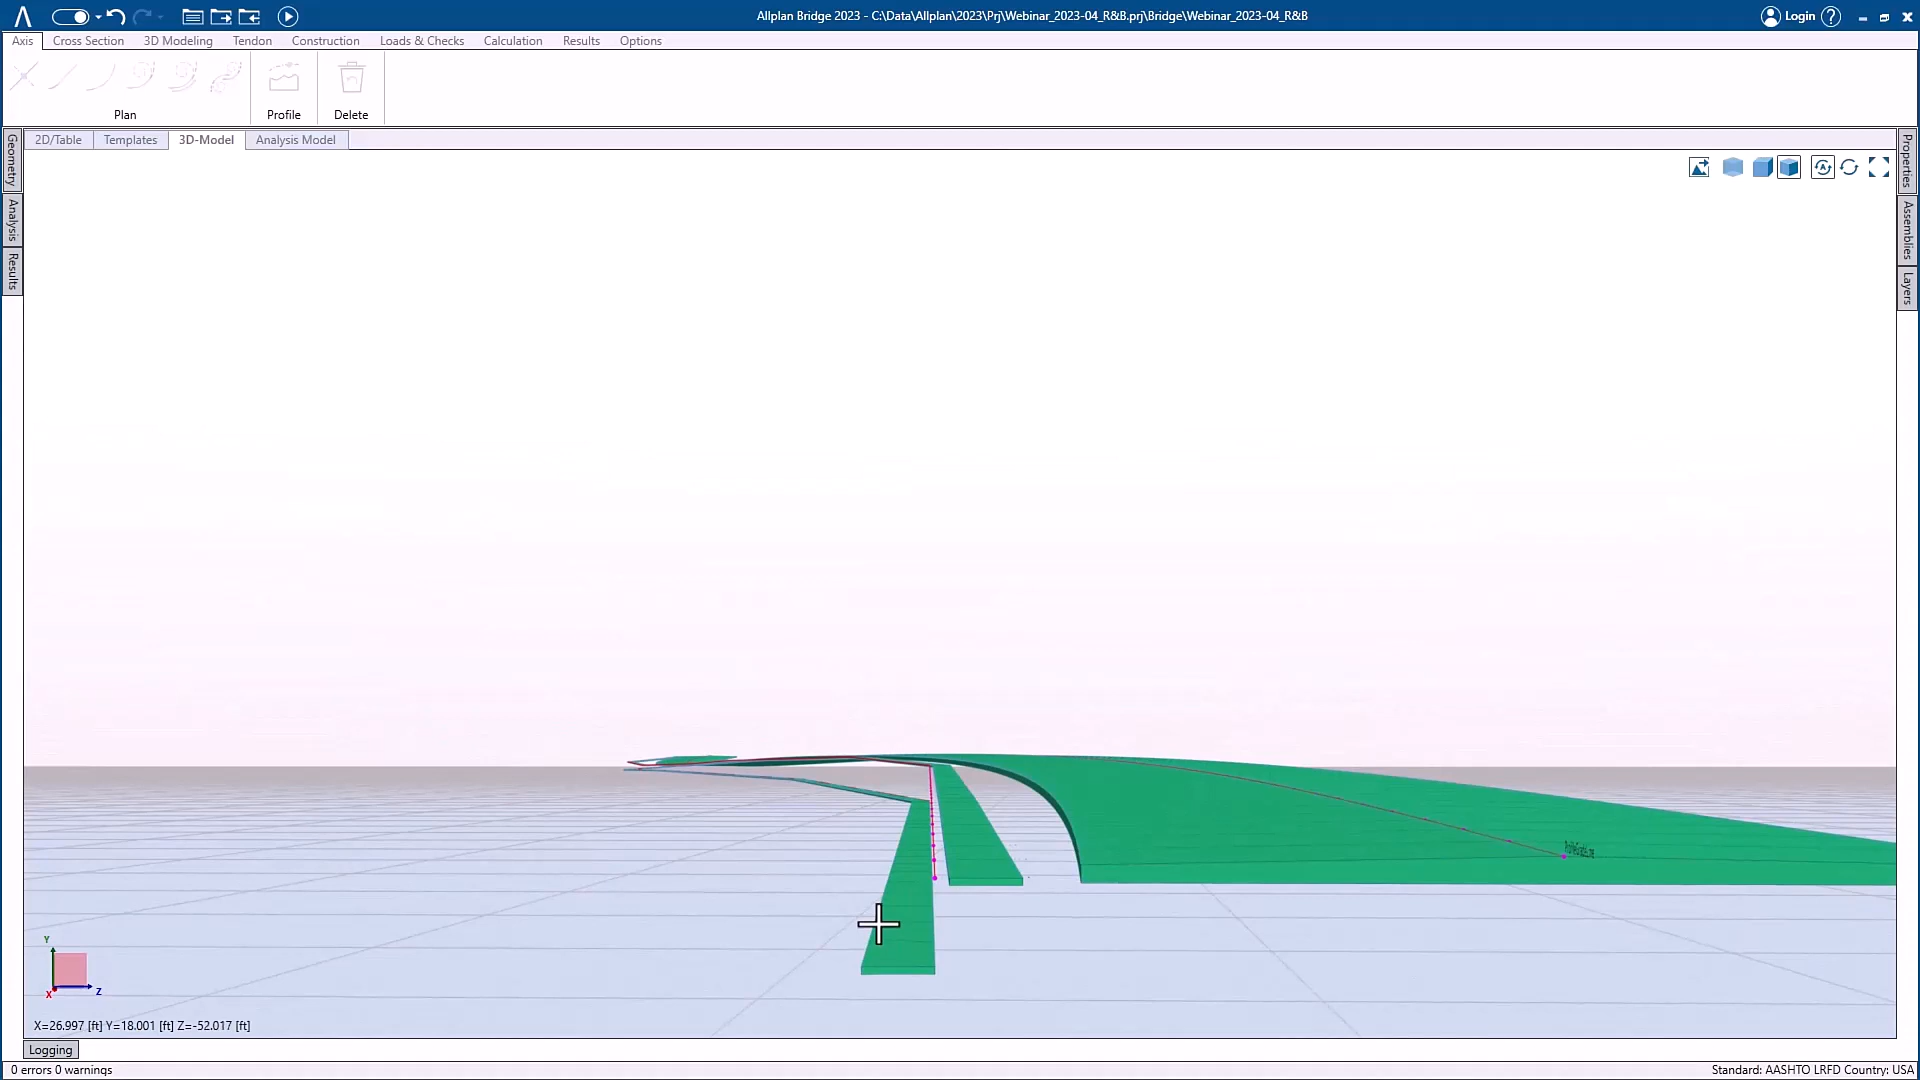 Allplan Bridge 2023 - C:\Data\Allplan\2023\Prj\Webinar_2023-04_R&B.prj\Bridge\Webinar_2023-04_R&B
Login
Axis Cross Section 3D Modeling Tendon Construction Loads & Checks Calculation Results Options
Plan Profile Delete
2D/Table Templates 3D-Model Analysis Model
Geometry
Analysis
Results
Properties
Assemblies
Layers
Y
X
Z
X=26.997 [ft] Y=18.001 [ft] Z=-52.017 [ft]
Logging
0 errors 0 warnings
Standard: AASHTO LRFD Country: USA